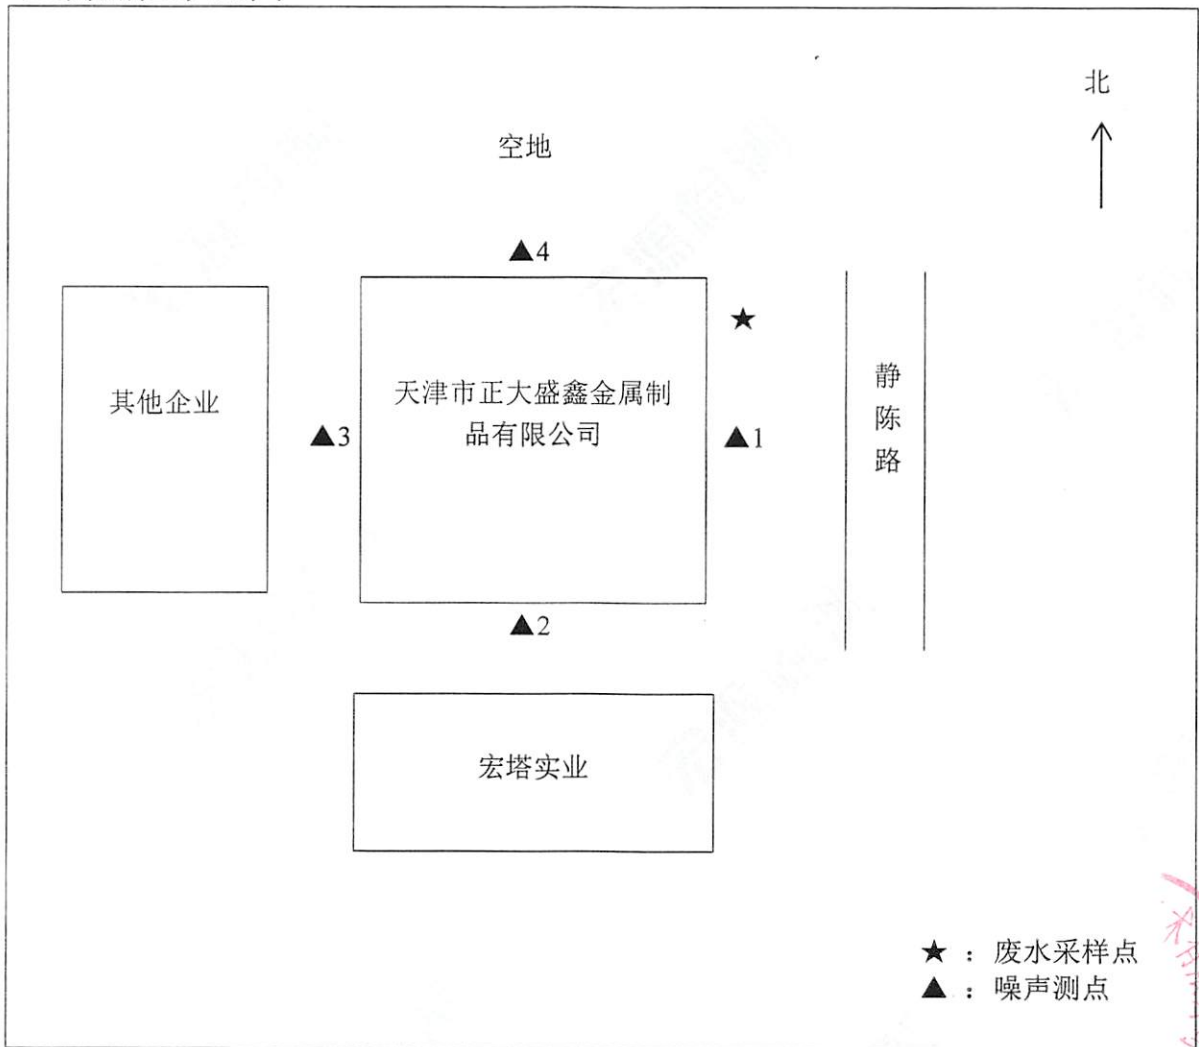 北
空地
▲4
★
其他企业
天津市正大盛鑫金属制
品有限公司
静陈路
▲3
▲1
▲2
宏塔实业
★ ：废水采样点
▲ ：噪声测点